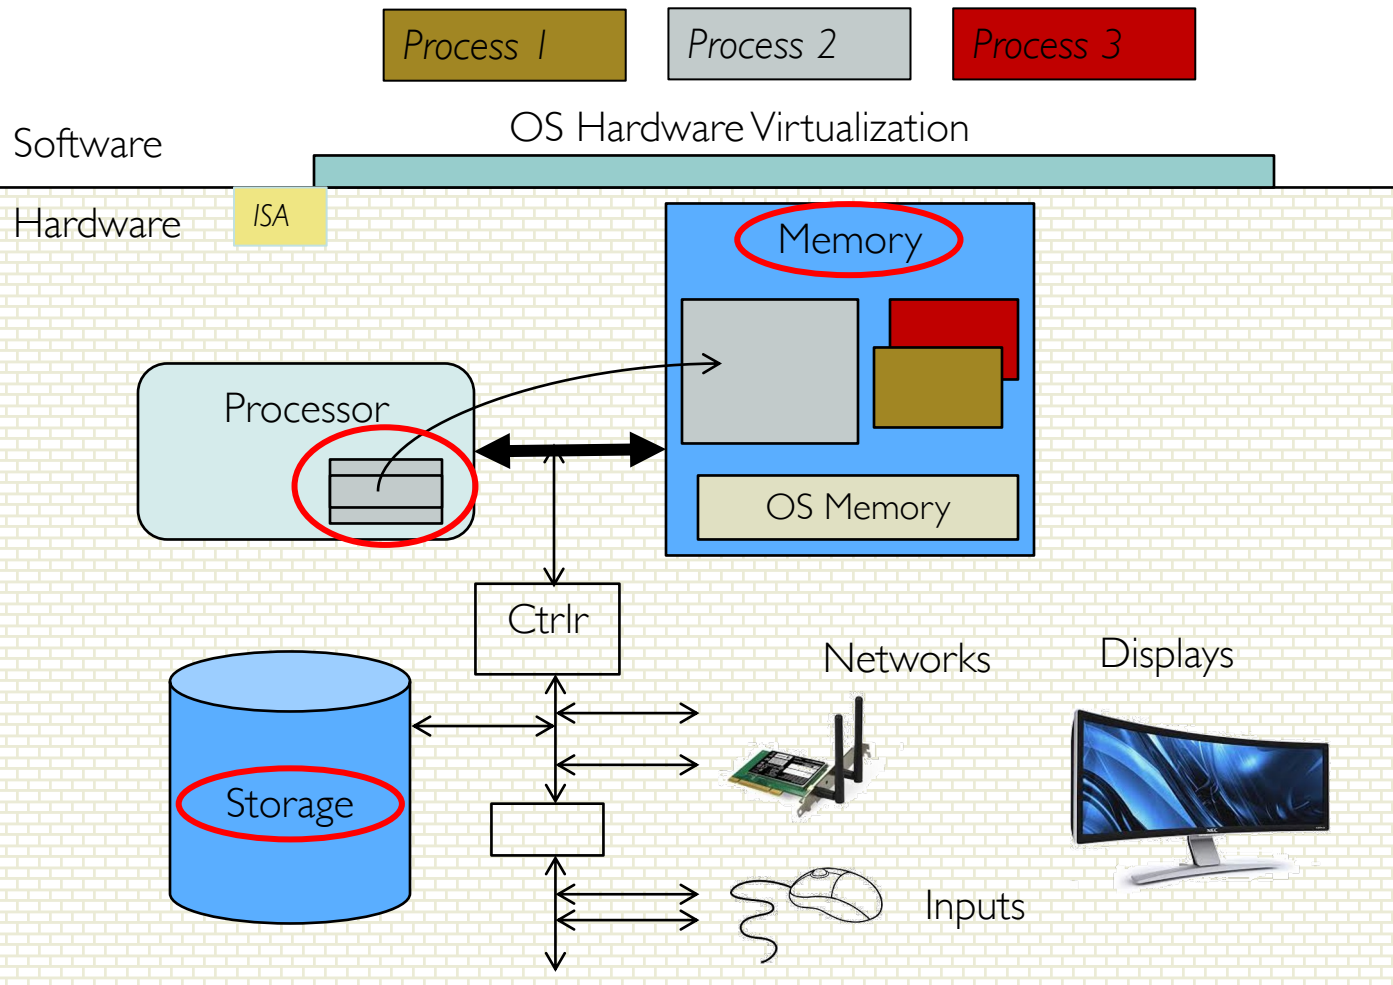 Process 1
Process 2
Process 3
OS Hardware Virtualization
Software
Hardware
ISA
Memory
Processor
OS Memory
Ctrlr
Networks
Displays
Storage
NEC
Inputs